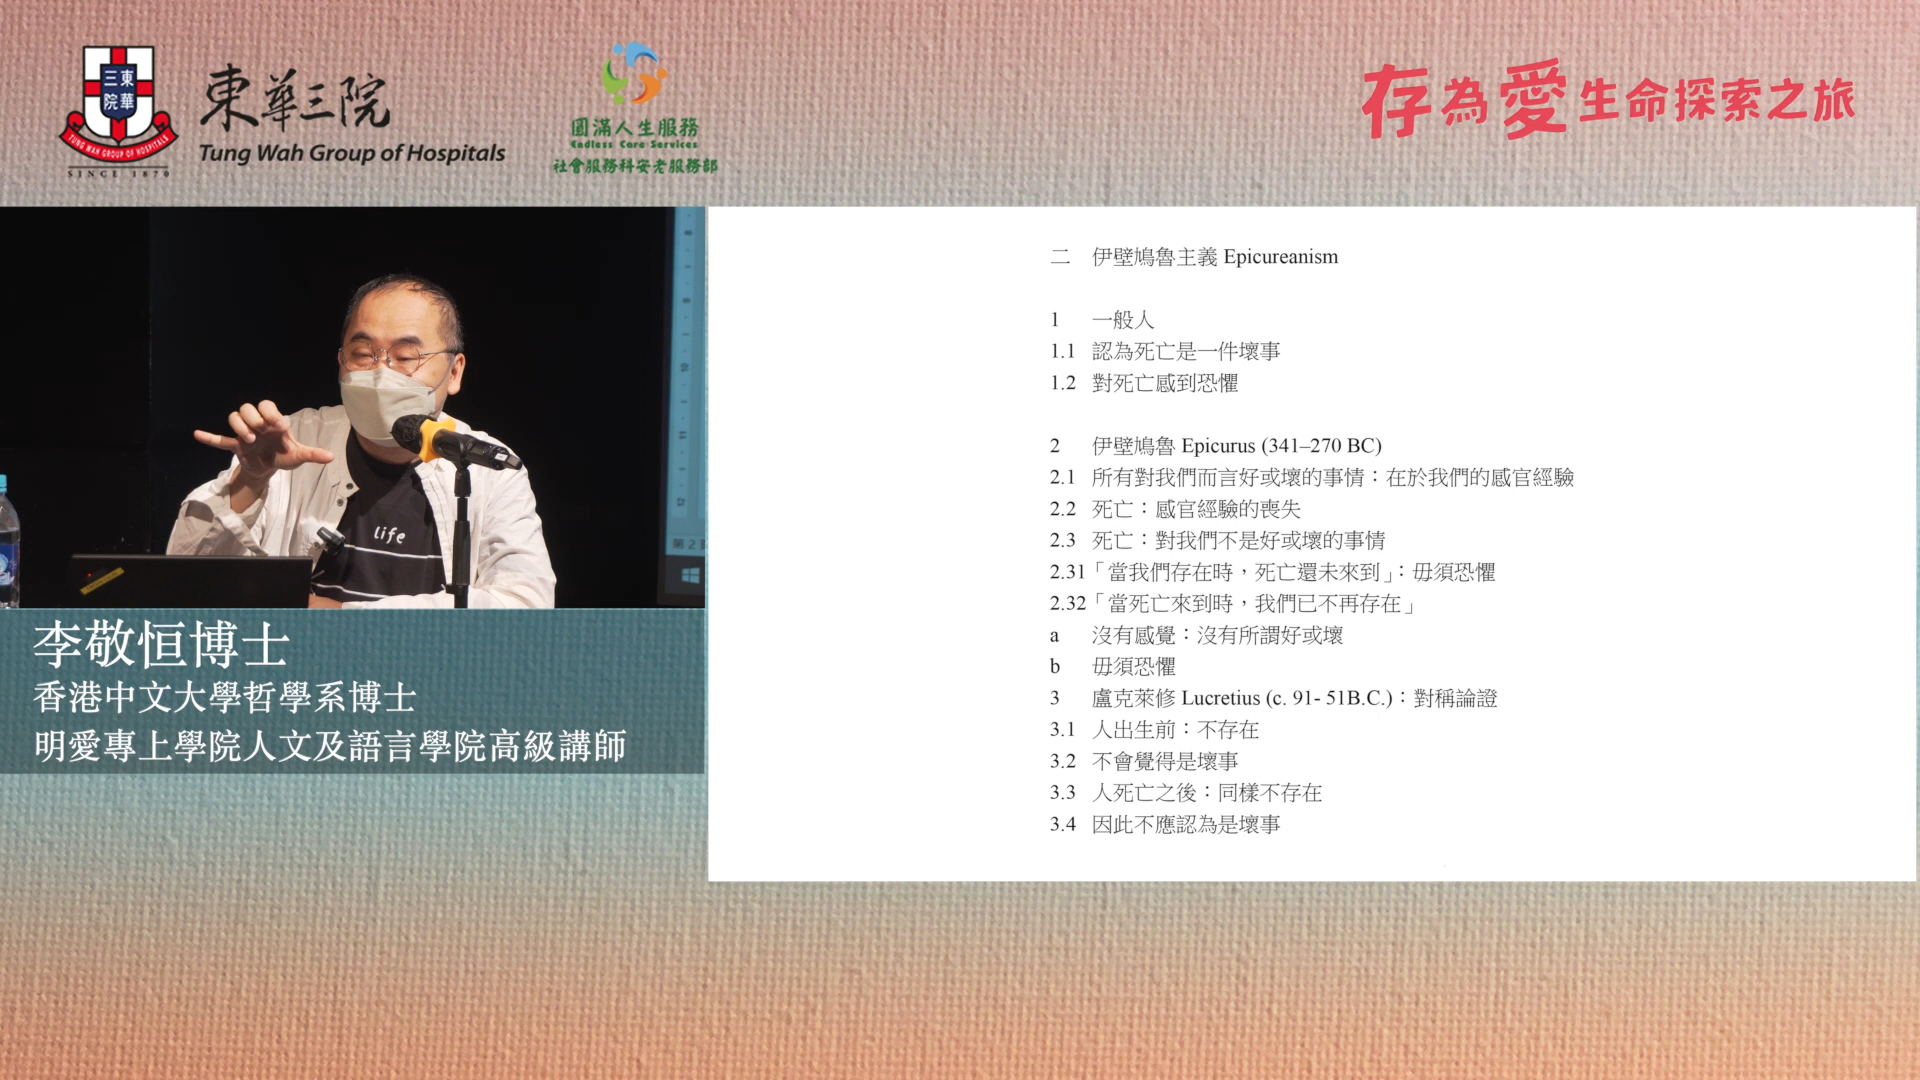 東華三院
三東
院華
TUNG WAH GROUP OF HOSPITALS
SINCE 1870
Tung Wah Group of Hospitals
圓滿人生服務
Endless Care Services
社會服務科安老服務部
存為愛生命探索之旅
life
第2
李敬恒博士
香港中文大學哲學系博士
明愛專上學院人文及語言學院高級講師
二 伊壁鳩魯主義 Epicureanism
1 一般人
1.1 認為死亡是一件壞事
1.2 對死亡感到恐懼
2 伊壁鳩魯 Epicurus (341–270 BC)
2.1 所有對我們而言好或壞的事情：在於我們的感官經驗
2.2 死亡：感官經驗的喪失
2.3 死亡：對我們不是好或壞的事情
2.31「當我們存在時，死亡還未來到」：毋須恐懼
2.32「當死亡來到時，我們已不再存在」
a 沒有感覺：沒有所謂好或壞
b 毋須恐懼
3 盧克萊修 Lucretius (c. 91- 51B.C.)：對稱論證
3.1 人出生前：不存在
3.2 不會覺得是壞事
3.3 人死亡之後：同樣不存在
3.4 因此不應認為是壞事